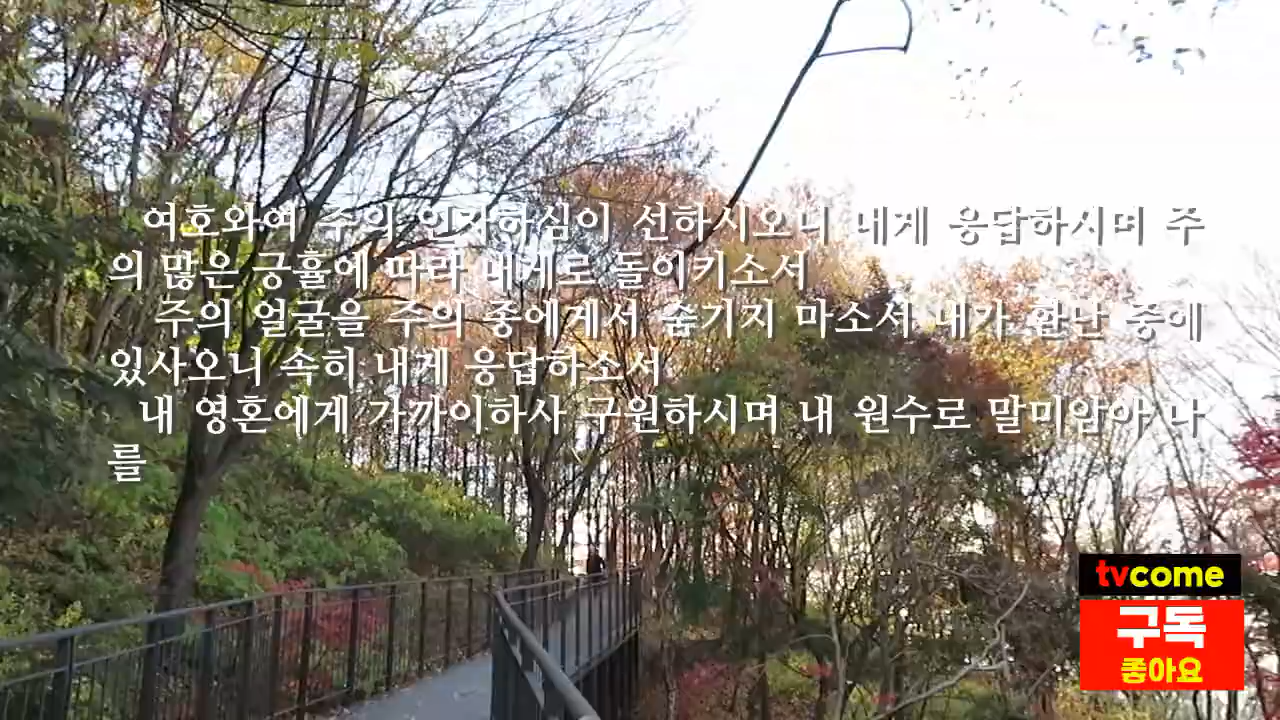 여호와여 주의 인자하심이 선하시오니 내게 응답하시며 주
의 많은 긍휼에 따라 내게로 돌이키소서
주의 얼굴을 주의 종에게서 숨기지 마소서 내가 환난 중에
있사오니 속히 내게 응답하소서
내 영혼에게 가까이하사 구원하시며 내 원수로 말미암아 나
를
tvcome
구독
좋아요